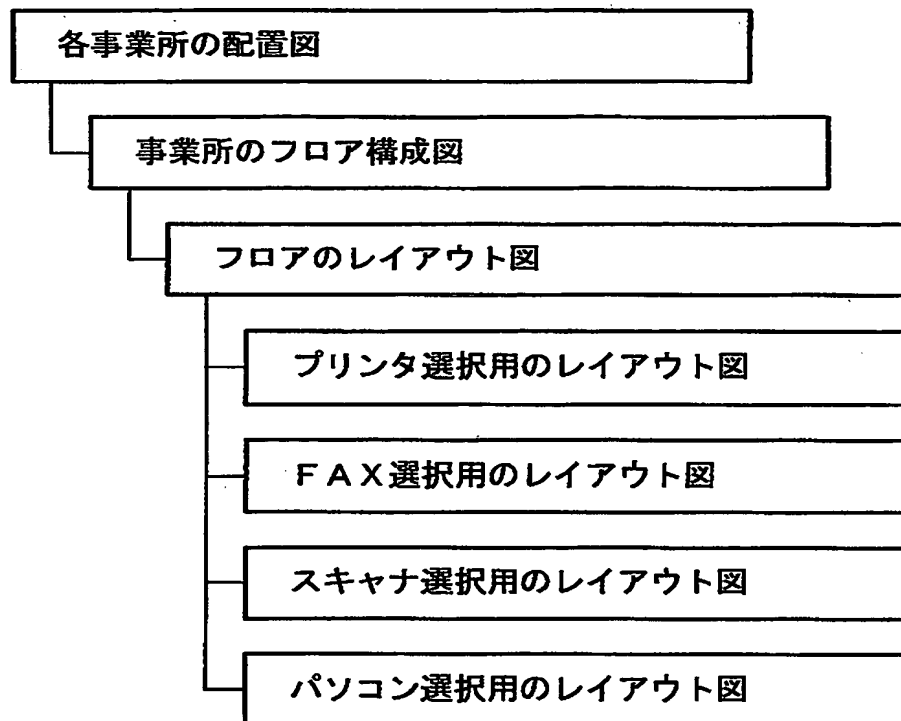 各事業所の配置図
事業所のフロア構成図
フロアのレイアウト図
プリンタ選択用のレイアウト図
ＦＡＸ選択用のレイアウト図
スキャナ選択用のレイアウト図
パソコン選択用のレイアウト図